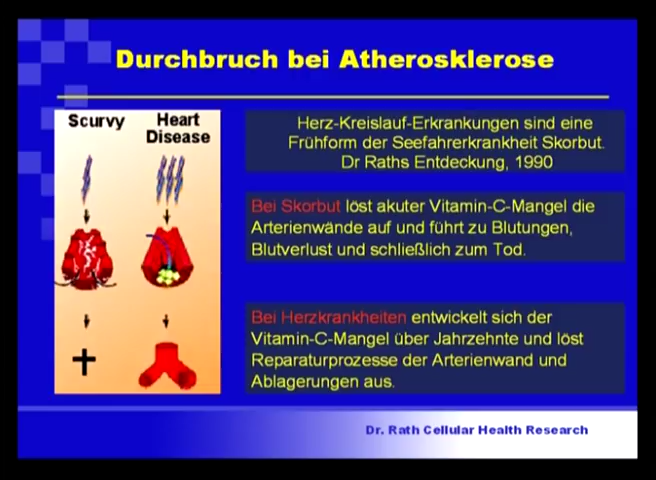 Durchbruch bei Atherosklerose
Scurvy
Heart
Disease
Herz-Kreislauf-Erkrankungen sind eine
Frühform der Seefahrerkrankheit Skorbut.
Dr Raths Entdeckung, 1990
Bei Skorbut löst akuter Vitamin-C-Mangel die
Arterienwände auf und führt zu Blutungen,
Blutverlust und schließlich zum Tod.
Bei Herzkrankheiten entwickelt sich der
Vitamin-C-Mangel über Jahrzehnte und löst
Reparaturprozesse der Arterienwand und
Ablagerungen aus.
Dr. Rath Cellular Health Research